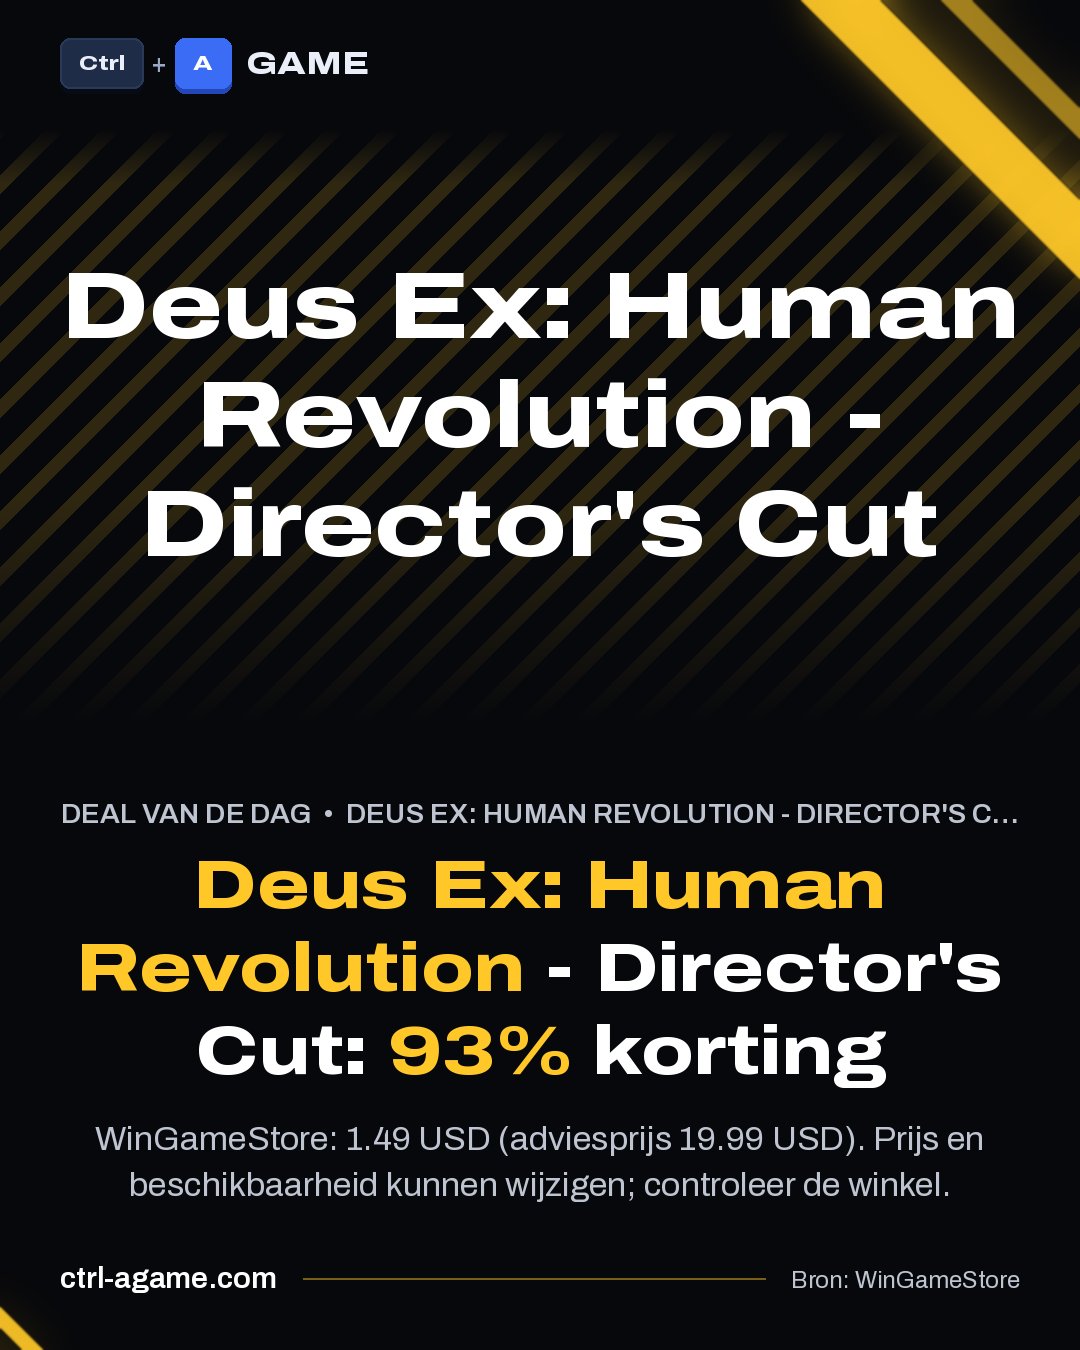 Ctrl + A GAME
Deus Ex: Human
Revolution -
Director's Cut
DEAL VAN DE DAG • DEUS EX: HUMAN REVOLUTION - DIRECTOR'S C...
Deus Ex: Human
Revolution - Director's
Cut: 93% korting
WinGameStore: 1.49 USD (adviesprijs 19.99 USD). Prijs en
beschikbaarheid kunnen wijzigen; controleer de winkel.
ctrl-agame.com
Bron: WinGameStore